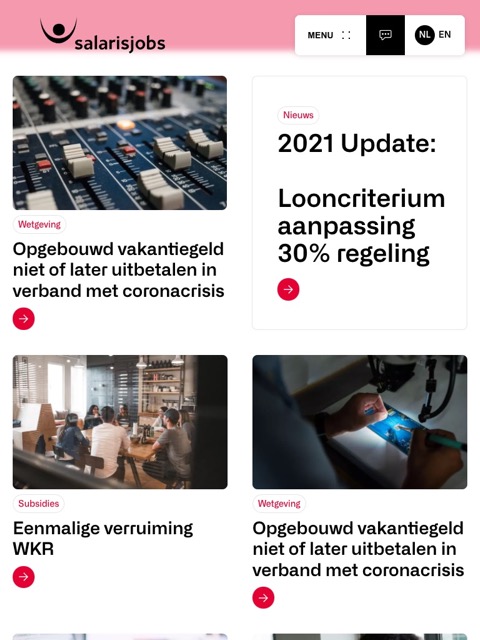 salarisjobs
MENU
NL EN
Wetgeving
Opgebouwd vakantiegeld
niet of later uitbetalen in
verband met coronacrisis
Nieuws
2021 Update:
Looncriterium
aanpassing
30% regeling
Subsidies
Eenmalige verruiming
WKR
Wetgeving
Opgebouwd vakantiegeld
niet of later uitbetalen in
verband met coronacrisis